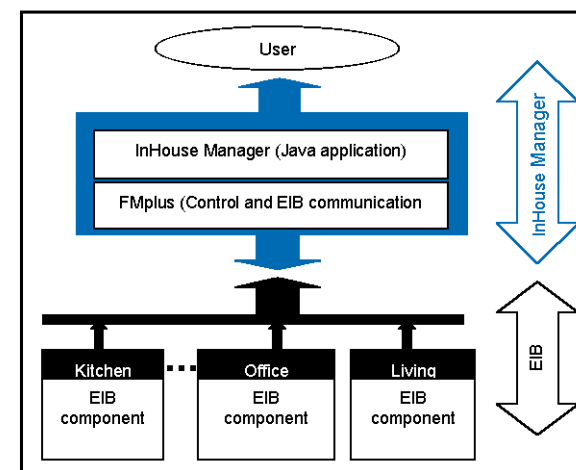 User
InHouse Manager (Java application)
FMplus (Control and EIB communication
InHouse Manager
Kitchen
Office
Living
EIB
component
EIB
component
EIB
component
EIB